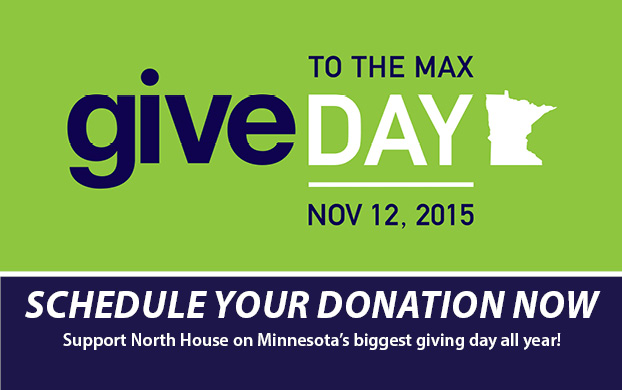 give TO THE MAX
DAY
NOV 12, 2015
SCHEDULE YOUR DONATION NOW
Support North House on Minnesota's biggest giving day all year!